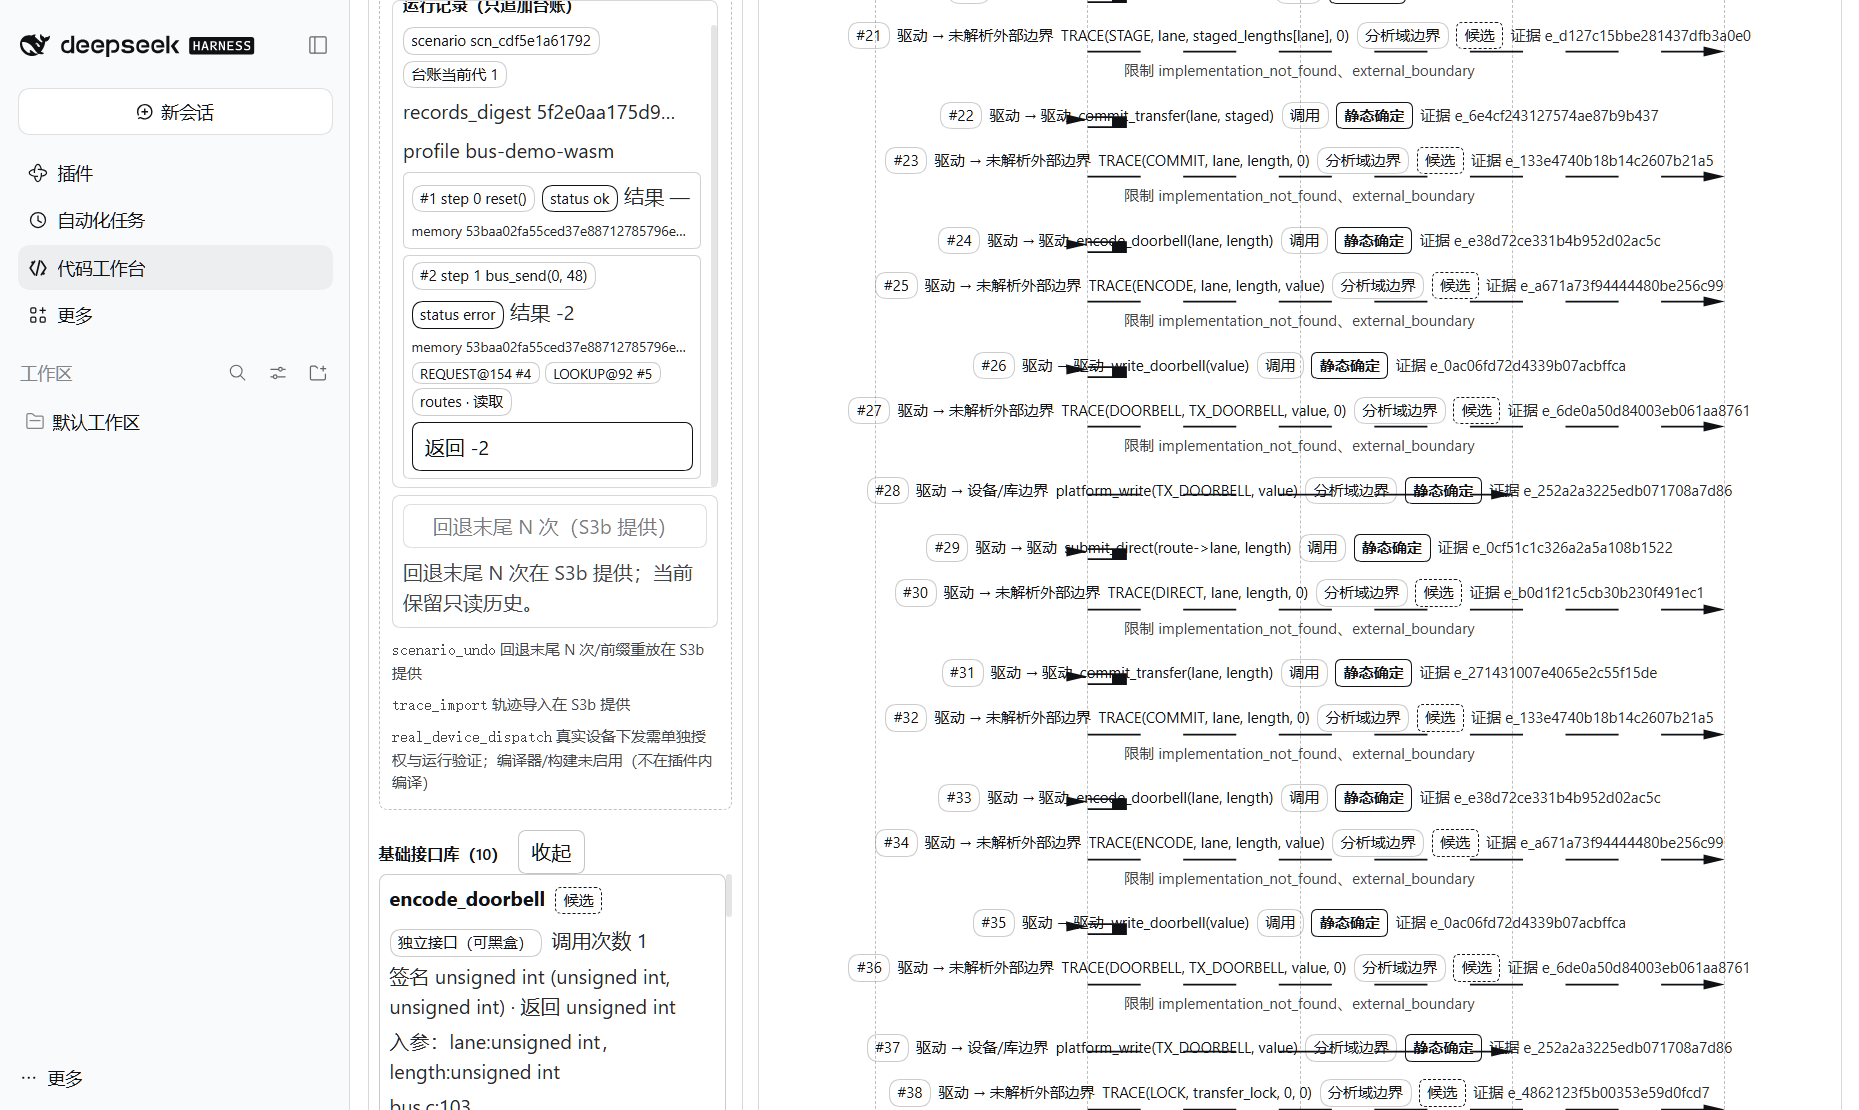 deepseek HARNESS
新会话
插件
自动化任务
代码工作台
更多
工作区
默认工作区
更多
运行记录（只追加台账）
scenario scn_cdf5e1a61792
台账当前代 1
records_digest 5f2e0aa175d9...
profile bus-demo-wasm
#1 step 0 reset() status ok 结果 —
memory 53baa02fa55ced37e88712785796e...
#2 step 1 bus_send(0, 48)
status error 结果 -2
memory 53baa02fa55ced37e88712785796e...
REQUEST@154 #4 LOOKUP@92 #5
routes · 读取
返回 -2
回退末尾 N 次（S3b 提供）
回退末尾 N 次在 S3b 提供；当前
保留只读历史。
scenario_undo 回退末尾 N 次/前缀重放在 S3b
提供
trace_import 轨迹导入在 S3b 提供
real_device_dispatch 真实设备下发需单独授
权与运行验证；编译器/构建未启用（不在插件内
编译）
基础接口库（10） 收起
encode_doorbell 候选
独立接口（可黑盒） 调用次数 1
签名 unsigned int (unsigned int,
unsigned int) · 返回 unsigned int
入参：lane:unsigned int，
length:unsigned int
bus.c:103
#21 驱动 → 未解析外部边界 TRACE(STAGE, lane, staged_lengths[lane], 0) 分析域边界 候选 证据 e_d127c15bbe281437dfb3a0e0
限制 implementation_not_found、external_boundary
#22 驱动 → 驱动 commit_transfer(lane, staged) 调用 静态确定 证据 e_6e4cf243127574ae87b9b437
#23 驱动 → 未解析外部边界 TRACE(COMMIT, lane, length, 0) 分析域边界 候选 证据 e_133e4740b18b14c2607b21a5
限制 implementation_not_found、external_boundary
#24 驱动 → 驱动 encode_doorbell(lane, length) 调用 静态确定 证据 e_e38d72ce331b4b952d02ac5c
#25 驱动 → 未解析外部边界 TRACE(ENCODE, lane, length, value) 分析域边界 候选 证据 e_a671a73f94444480be256c99
限制 implementation_not_found、external_boundary
#26 驱动 → 驱动 write_doorbell(value) 调用 静态确定 证据 e_0ac06fd72d4339b07acbffca
#27 驱动 → 未解析外部边界 TRACE(DOORBELL, TX_DOORBELL, value, 0) 分析域边界 候选 证据 e_6de0a50d84003eb061aa8761
限制 implementation_not_found、external_boundary
#28 驱动 → 设备/库边界 platform_write(TX_DOORBELL, value) 分析域边界 静态确定 证据 e_252a2a3225edb071708a7d86
#29 驱动 → 驱动 submit_direct(route->lane, length) 调用 静态确定 证据 e_0cf51c1c326a2a5a108b1522
#30 驱动 → 未解析外部边界 TRACE(DIRECT, lane, length, 0) 分析域边界 候选 证据 e_b0d1f21c5cb30b230f491ec1
限制 implementation_not_found、external_boundary
#31 驱动 → 驱动 commit_transfer(lane, length) 调用 静态确定 证据 e_271431007e4065e2c55f15de
#32 驱动 → 未解析外部边界 TRACE(COMMIT, lane, length, 0) 分析域边界 候选 证据 e_133e4740b18b14c2607b21a5
限制 implementation_not_found、external_boundary
#33 驱动 → 驱动 encode_doorbell(lane, length) 调用 静态确定 证据 e_e38d72ce331b4b952d02ac5c
#34 驱动 → 未解析外部边界 TRACE(ENCODE, lane, length, value) 分析域边界 候选 证据 e_a671a73f94444480be256c99
限制 implementation_not_found、external_boundary
#35 驱动 → 驱动 write_doorbell(value) 调用 静态确定 证据 e_0ac06fd72d4339b07acbffca
#36 驱动 → 未解析外部边界 TRACE(DOORBELL, TX_DOORBELL, value, 0) 分析域边界 候选 证据 e_6de0a50d84003eb061aa8761
限制 implementation_not_found、external_boundary
#37 驱动 → 设备/库边界 platform_write(TX_DOORBELL, value) 分析域边界 静态确定 证据 e_252a2a3225edb071708a7d86
#38 驱动 → 未解析外部边界 TRACE(LOCK, transfer_lock, 0, 0) 分析域边界 候选 证据 e_4862123f5b00353e59d0fcd7